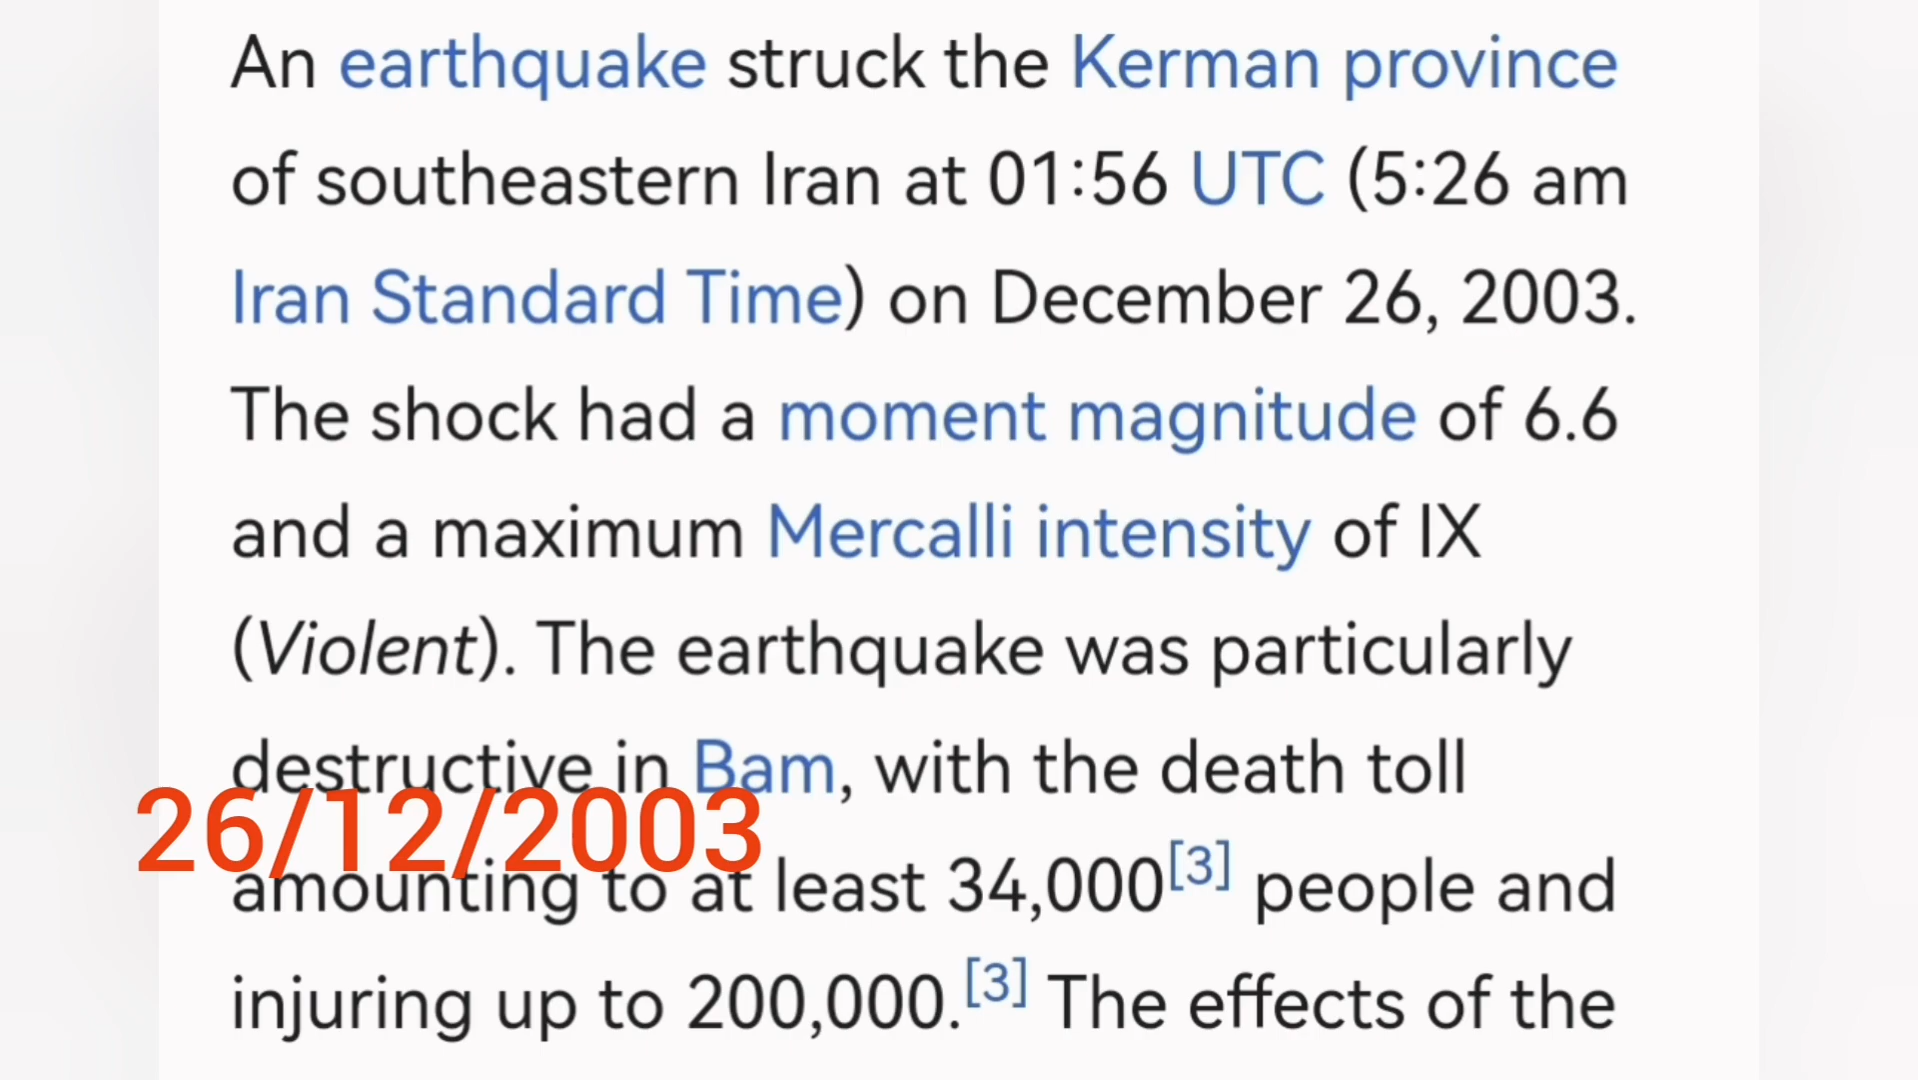 An earthquake struck the Kerman province
of southeastern Iran at 01:56 UTC (5:26 am
Iran Standard Time) on December 26, 2003.
The shock had a moment magnitude of 6.6
and a maximum Mercalli intensity of IX
(Violent). The earthquake was particularly
destructive in Bam, with the death toll
26/12/2003
amounting to at least 34,000[3] people and
injuring up to 200,000.[3] The effects of the